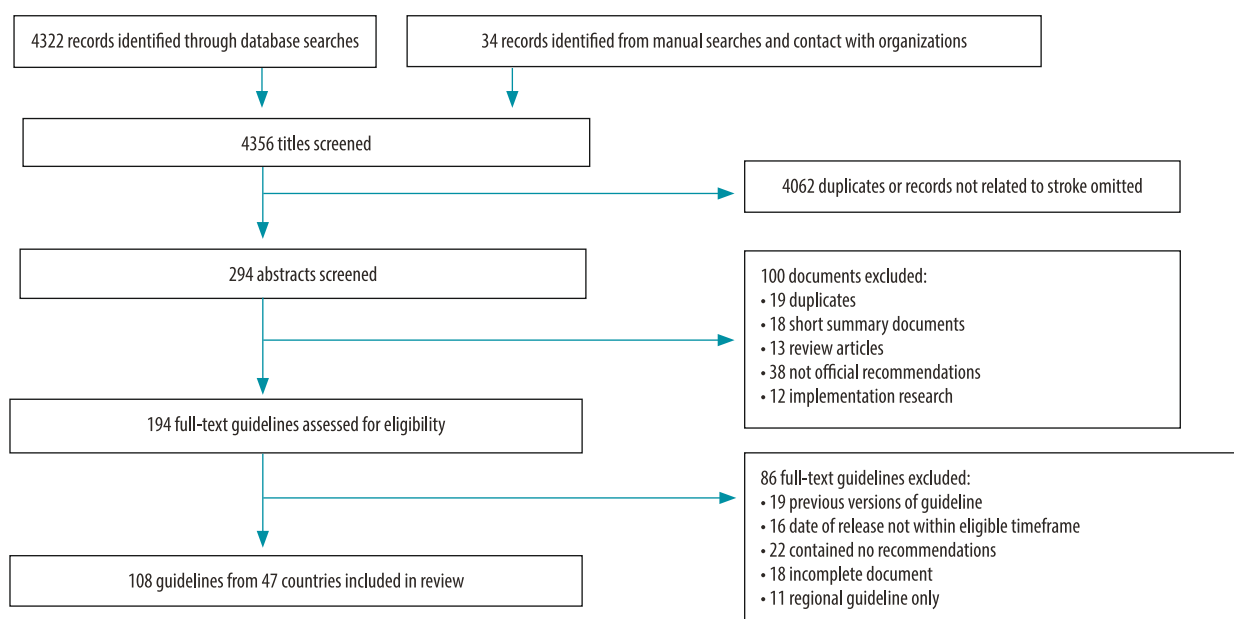 4322 records identified through database searches
34 records identified from manual searches and contact with organizations
4356 titles screened
4062 duplicates or records not related to stroke omitted
294 abstracts screened
100 documents excluded:
• 19 duplicates
• 18 short summary documents
• 13 review articles
• 38 not official recommendations
• 12 implementation research
194 full-text guidelines assessed for eligibility
86 full-text guidelines excluded:
• 19 previous versions of guideline
• 16 date of release not within eligible timeframe
• 22 contained no recommendations
• 18 incomplete document
• 11 regional guideline only
108 guidelines from 47 countries included in review